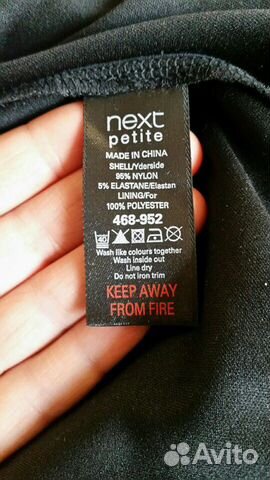 next
petite
MADE IN CHINA
SHELL/Yderside
95% NYLON
5% ELASTANE/Elastan
LINING/For
100% POLYESTER
468-952
40
Wash like colours together
Wash inside out
Line dry
Do not iron trim
KEEP AWAY
FROM FIRE
Avito